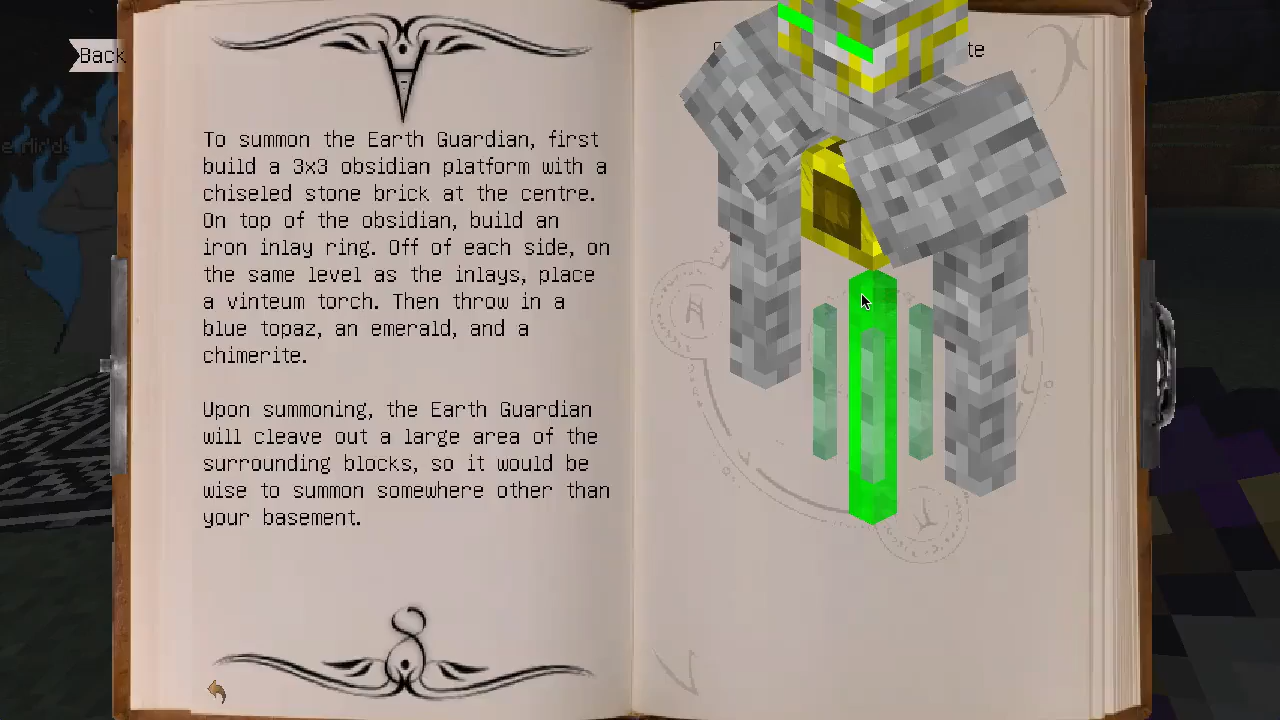 Back
To summon the Earth Guardian, first
build a 3x3 obsidian platform with a
chiseled stone brick at the centre.
On top of the obsidian, build an
iron inlay ring. Off of each side, on
the same level as the inlays, place
a vinteum torch. Then throw in a
blue topaz, an emerald, and a
chimerite.
Upon summoning, the Earth Guardian
will cleave out a large area of the
surrounding blocks, so it would be
wise to summon somewhere other than
your basement.